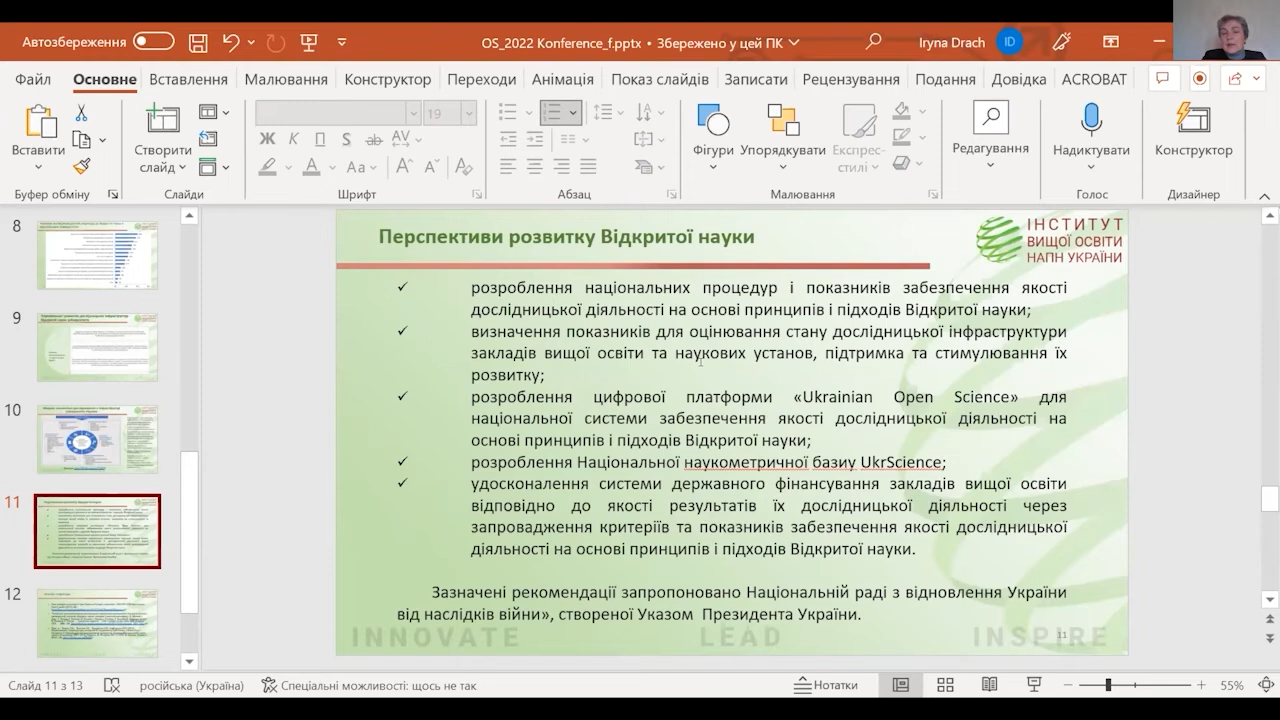 Автозбереження
OS_2022 Konference_f.pptx • Збережено у цей ПК
Iryna Drach
ID
Файл Основне Вставлення Малювання Конструктор Переходи Анімація Показ слайдів Записати Рецензування Подання Довідка ACROBAT
Вставити
Створити слайд
19
Ж К П S ab AV
Aa A A A
Фігури Упорядкувати Експрес-стилі
Редагування
Надиктувати
Конструктор
Буфер обміну Слайди Шрифт Абзац Малювання Голос Дизайнер
8
9
10
11
12
Перспективи розвитку Відкритої науки
ІНСТИТУТ
ВИЩОЇ ОСВІТИ
НАПН УКРАЇНИ
✓ розроблення національних процедур і показників забезпечення якості
дослідницької діяльності на основі принципів і підходів Відкритої науки;
✓ визначення показників для оцінювання стану дослідницької інфраструктури
закладів вищої освіти та наукових установ, підтримка та стимулювання їх
розвитку;
✓ розроблення цифрової платформи «Ukrainian Open Science» для
національної системи забезпечення якості дослідницької діяльності на
основі принципів і підходів Відкритої науки;
✓ розроблення Національної наукометричної базиу UkrScience;
✓ удосконалення системи державного фінансування закладів вищої освіти
відповідно до якості результатів їх дослідницької діяльності через
запровадження критеріїв та показників забезпечення якості дослідницької
діяльності на основі принципів і підходів Відкритої науки.
Зазначені рекомендації запропоновано Національній раді з відновлення України
від наслідків війни, створеної Указом Президента України.
INNOVATE LEAD INSPIRE
11
Слайд 11 з 13 російська (Україна) Спеціальні можливості: щось не так Нотатки 55%